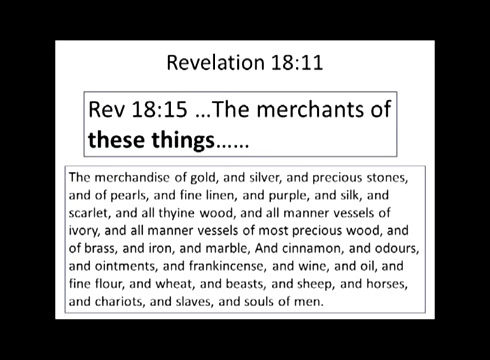 Revelation 18:11
Rev 18:15 ...The merchants of
these things......
The merchandise of gold, and silver, and precious stones,
and of pearls, and fine linen, and purple, and silk, and
scarlet, and all thyine wood, and all manner vessels of
ivory, and all manner vessels of most precious wood, and
of brass, and iron, and marble, And cinnamon, and odours,
and ointments, and frankincense, and wine, and oil, and
fine flour, and wheat, and beasts, and sheep, and horses,
and chariots, and slaves, and souls of men.